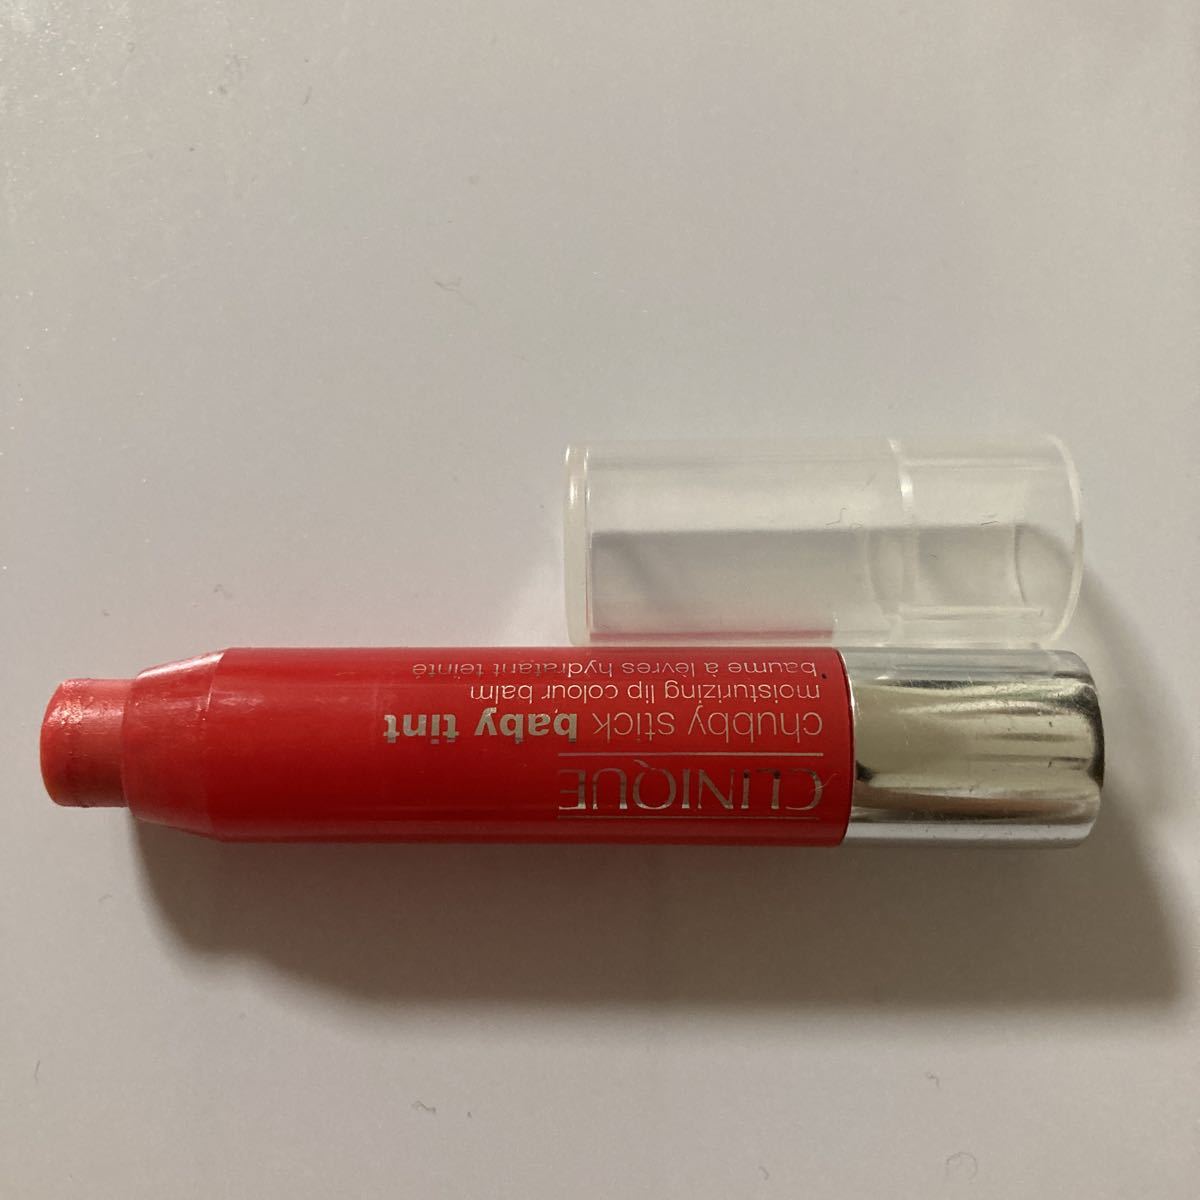 CLINIQUE
chubby stick baby tint
moisturizing lip colour balm
baume à lèvres hydratant teinté